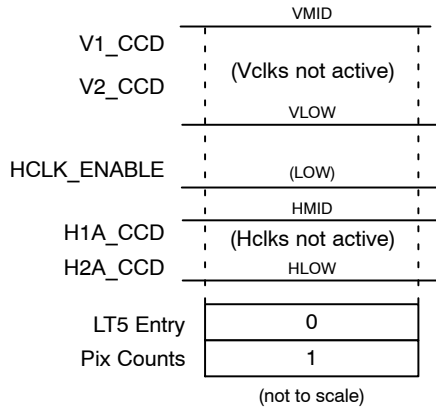 VMID
V1_CCD
(Vclks not active)
V2_CCD
VLOW
HCLK_ENABLE
(LOW)
HMID
H1A_CCD
(Hclks not active)
H2A_CCD
HLOW
LT5 Entry 0
Pix Counts 1
(not to scale)